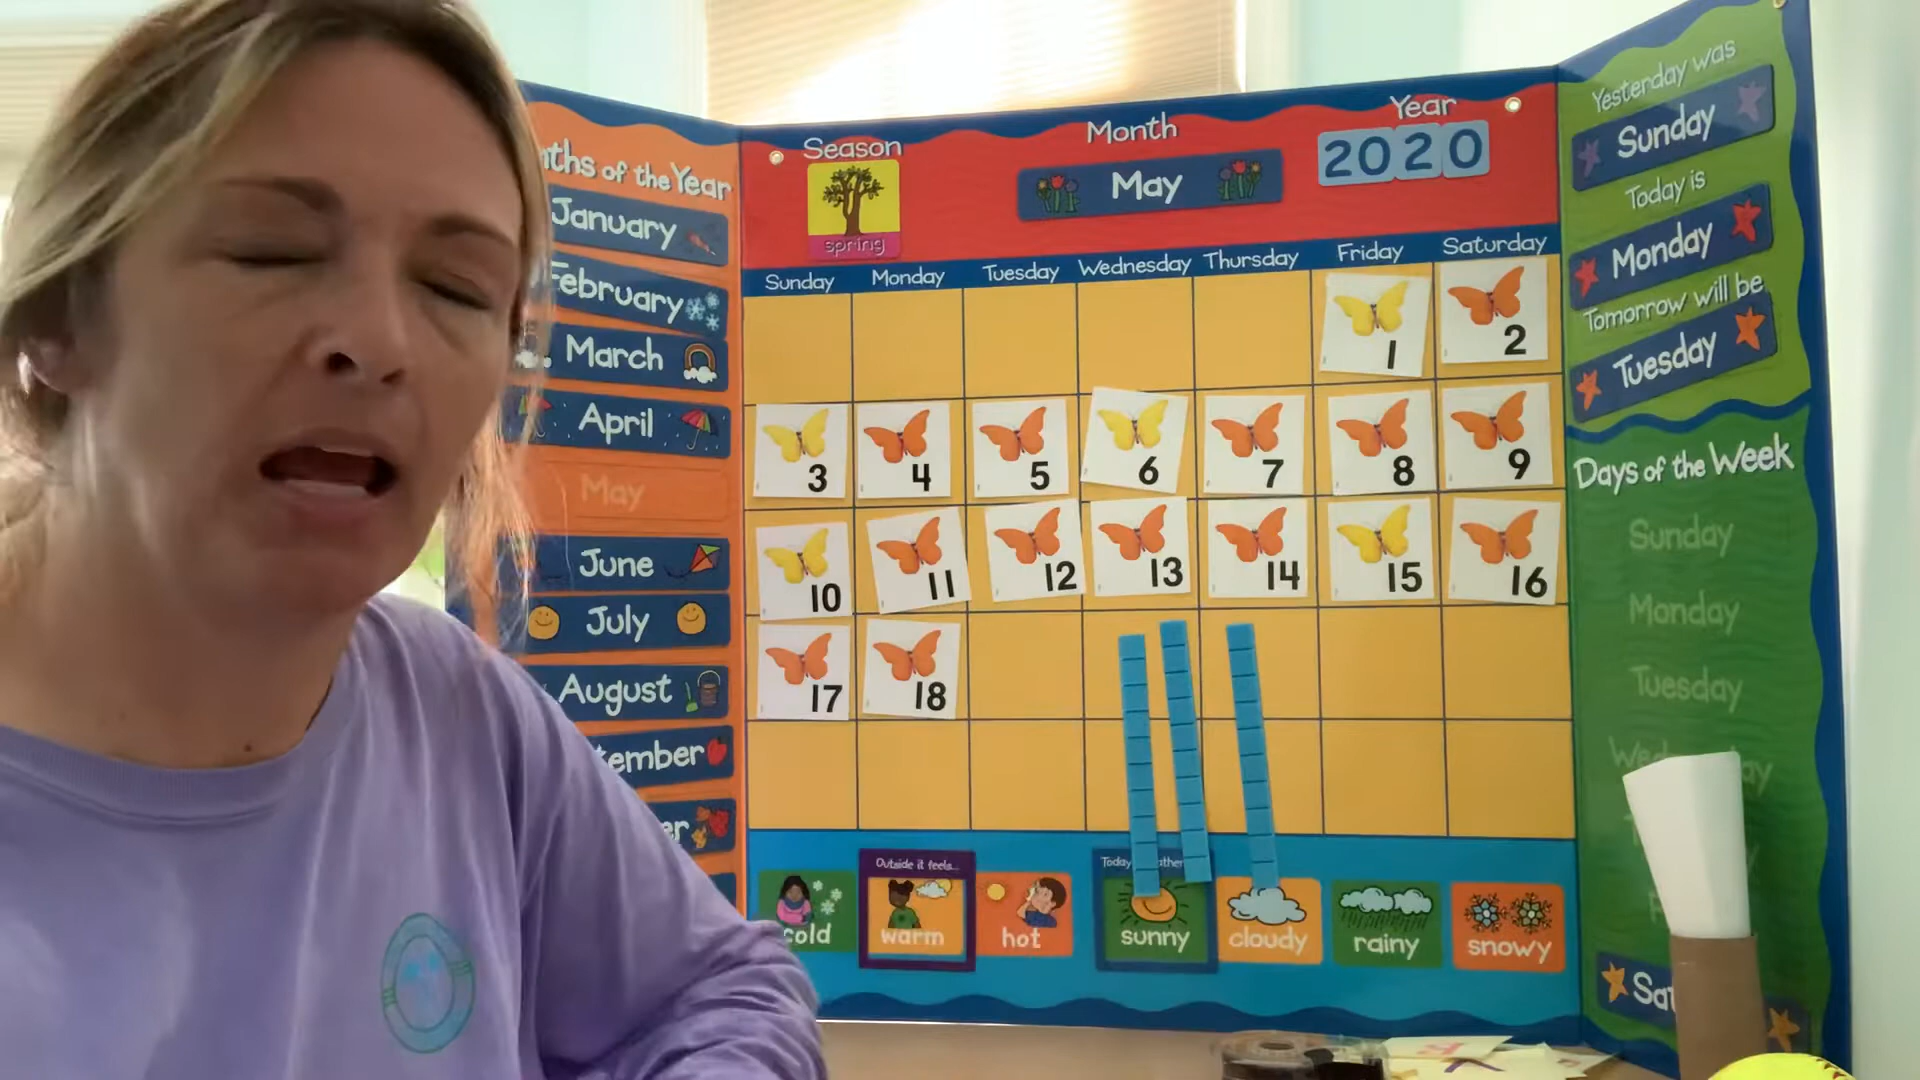 nths of the Year
January
February
March
April
May
June
July
August
tember
er
Season
spring
Month
May
Year
2020
Sunday Monday Tuesday Wednesday Thursday Friday Saturday
1 2
3 4 5 6 7 8 9
10 11 12 13 14 15 16
17 18
Outside it feels...
cold warm hot
sunny cloudy rainy snowy
Yesterday was
Sunday
Today is
Monday
Tomorrow will be
Tuesday
Days of the Week
Sunday
Monday
Tuesday